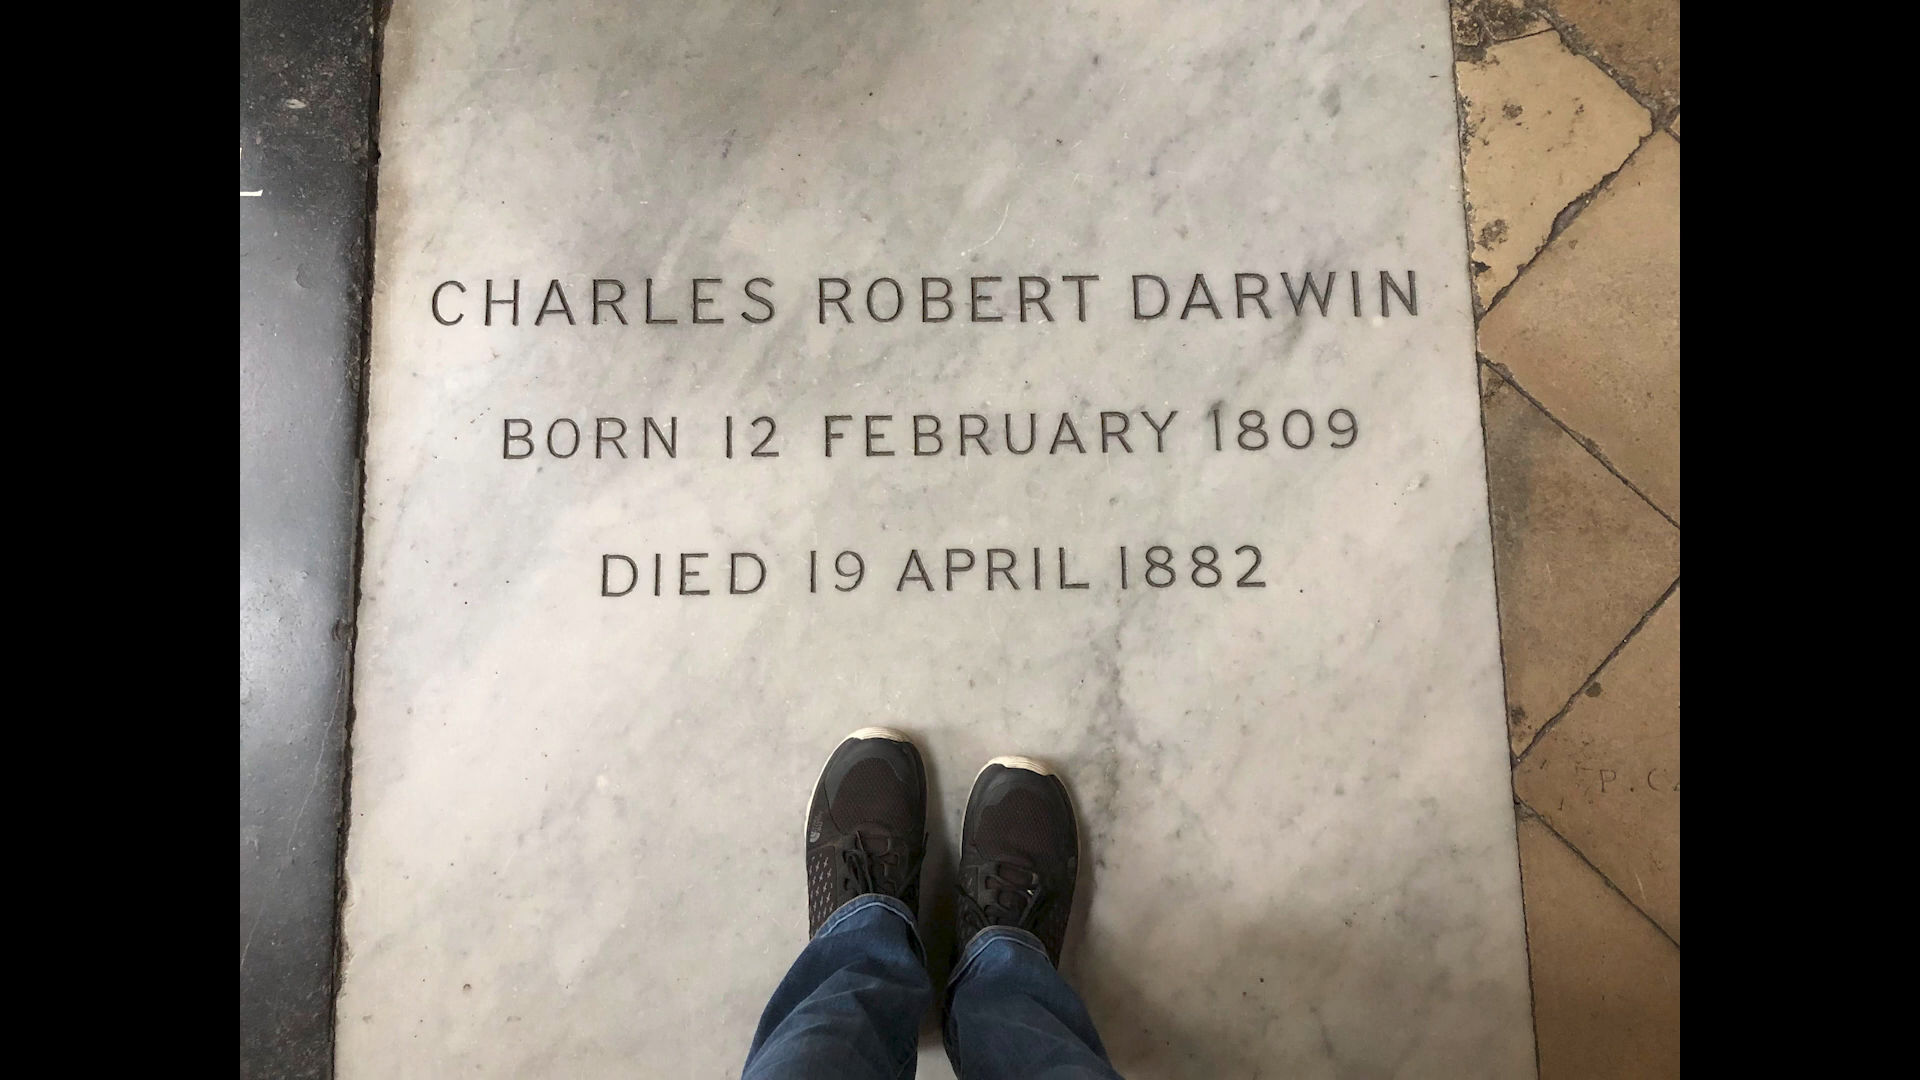 CHARLES ROBERT DARWIN
BORN 12 FEBRUARY 1809
DIED 19 APRIL 1882